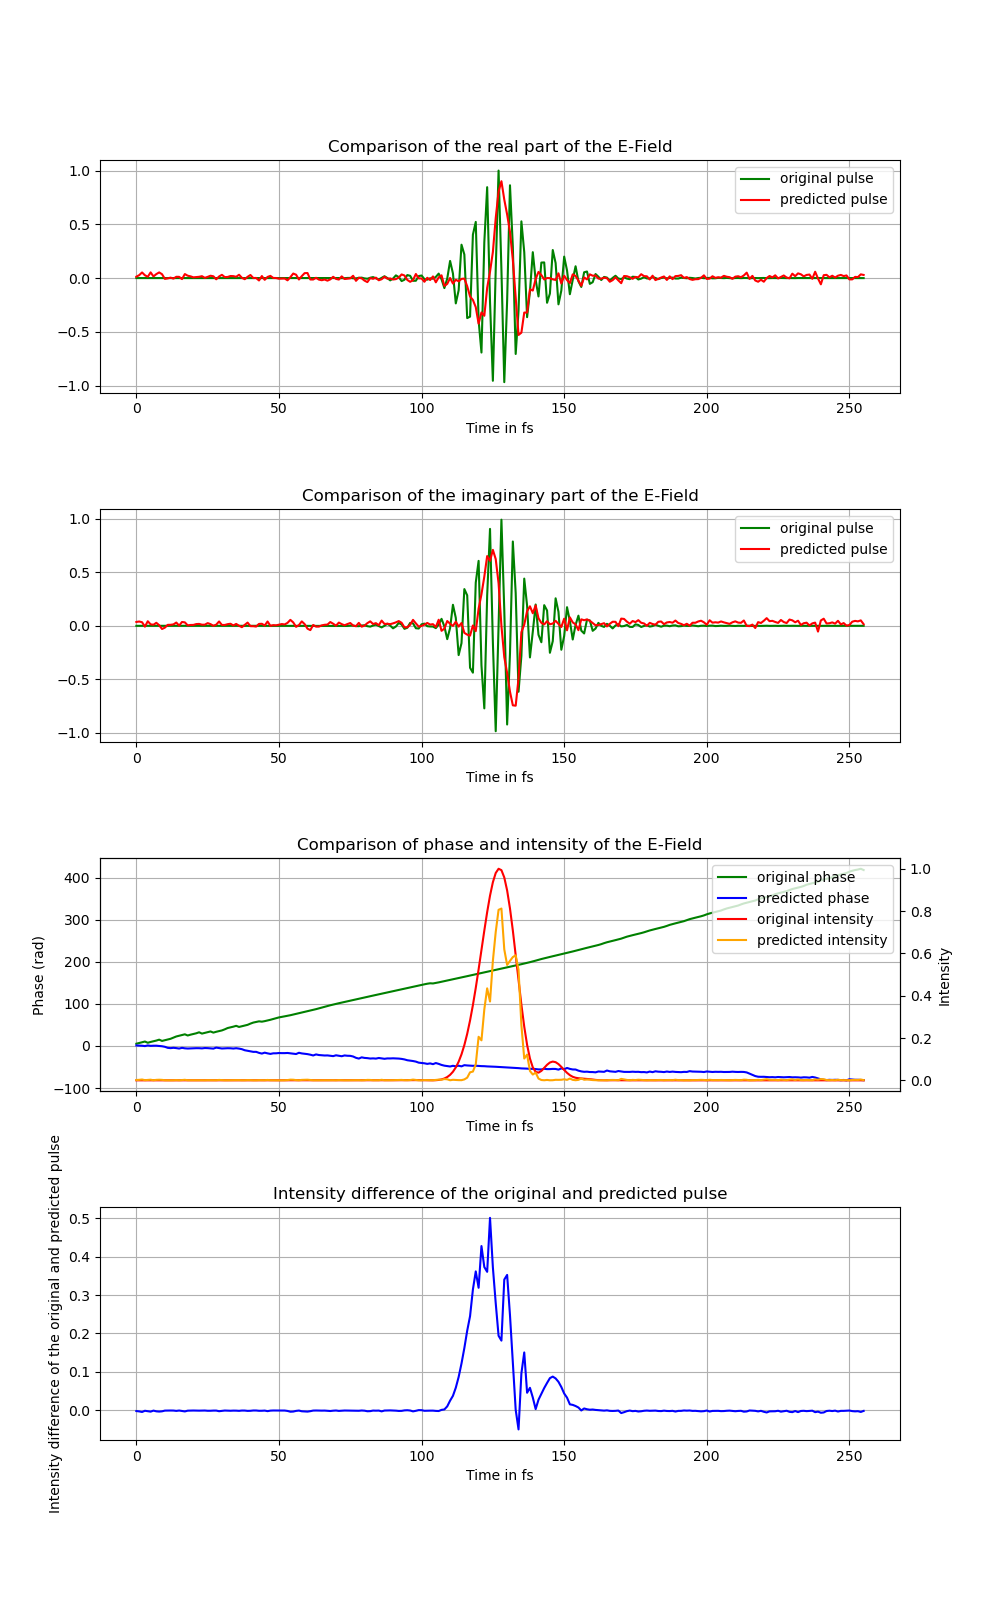 Comparison of the real part of the E-Field
1.0
0.5
0.0
−0.5
−1.0
original pulse
predicted pulse
0 50 100 150 200 250
Time in fs
Comparison of the imaginary part of the E-Field
1.0
0.5
0.0
−0.5
−1.0
original pulse
predicted pulse
0 50 100 150 200 250
Time in fs
Comparison of phase and intensity of the E-Field
Phase (rad)
400
300
200
100
0
−100
original phase
predicted phase
original intensity
predicted intensity
1.0
0.8
0.6
0.4
0.2
0.0
Intensity
0 50 100 150 200 250
Time in fs
Intensity difference of the original and predicted pulse
Intensity difference of the original and predicted pulse
0.5
0.4
0.3
0.2
0.1
0.0
0 50 100 150 200 250
Time in fs